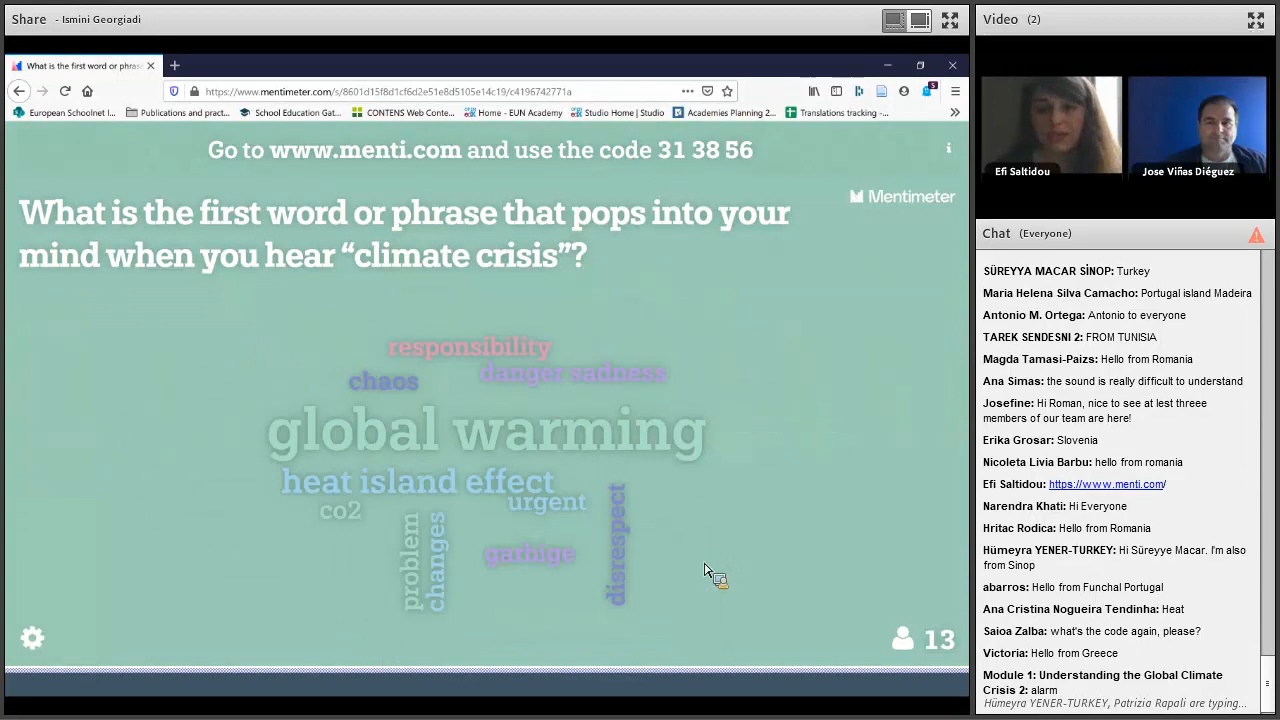 Share - Ismini Georgiadi
What is the first word or phrase
https://www.mentimeter.com/s/8601d15f8d1cf6d2e51e8d5105e14c19/c4196742771a
European Schoolnet I... Publications and pract... School Education Gat... CONTENS Web Conte... Home - EUN Academy Studio Home | Studio Academies Planning 2... Translations tracking -...
Go to www.menti.com and use the code 31 38 56
Mentimeter
What is the first word or phrase that pops into your
mind when you hear “climate crisis”?
responsibility
chaos
danger sadness
global warming
heat island effect
co2
urgent
problem
changes
garbige
disrespect
13
Video (2)
Efi Saltidou
Jose Viñas Diéguez
Chat (Everyone)
SÜREYYA MACAR SİNOP: Turkey
Maria Helena Silva Camacho: Portugal island Madeira
Antonio M. Ortega: Antonio to everyone
TAREK SENDESNI 2: FROM TUNISIA
Magda Tamasi-Paizs: Hello from Romania
Ana Simas: the sound is really difficult to understand
Josefine: Hi Roman, nice to see at lest threee
members of our team are here!
Erika Grosar: Slovenia
Nicoleta Livia Barbu: hello from romania
Efi Saltidou: https://www.menti.com/
Narendra Khati: Hi Everyone
Hritac Rodica: Hello from Romania
Hümeyra YENER-TURKEY: Hi Süreyye Macar. I'm also
from Sinop
abarros: Hello from Funchal Portugal
Ana Cristina Nogueira Tendinha: Heat
Saioa Zalba: what's the code again, please?
Victoria: Hello from Greece
Module 1: Understanding the Global Climate
Crisis 2: alarm
Hümeyra YENER-TURKEY, Patrizia Rapali are typing...